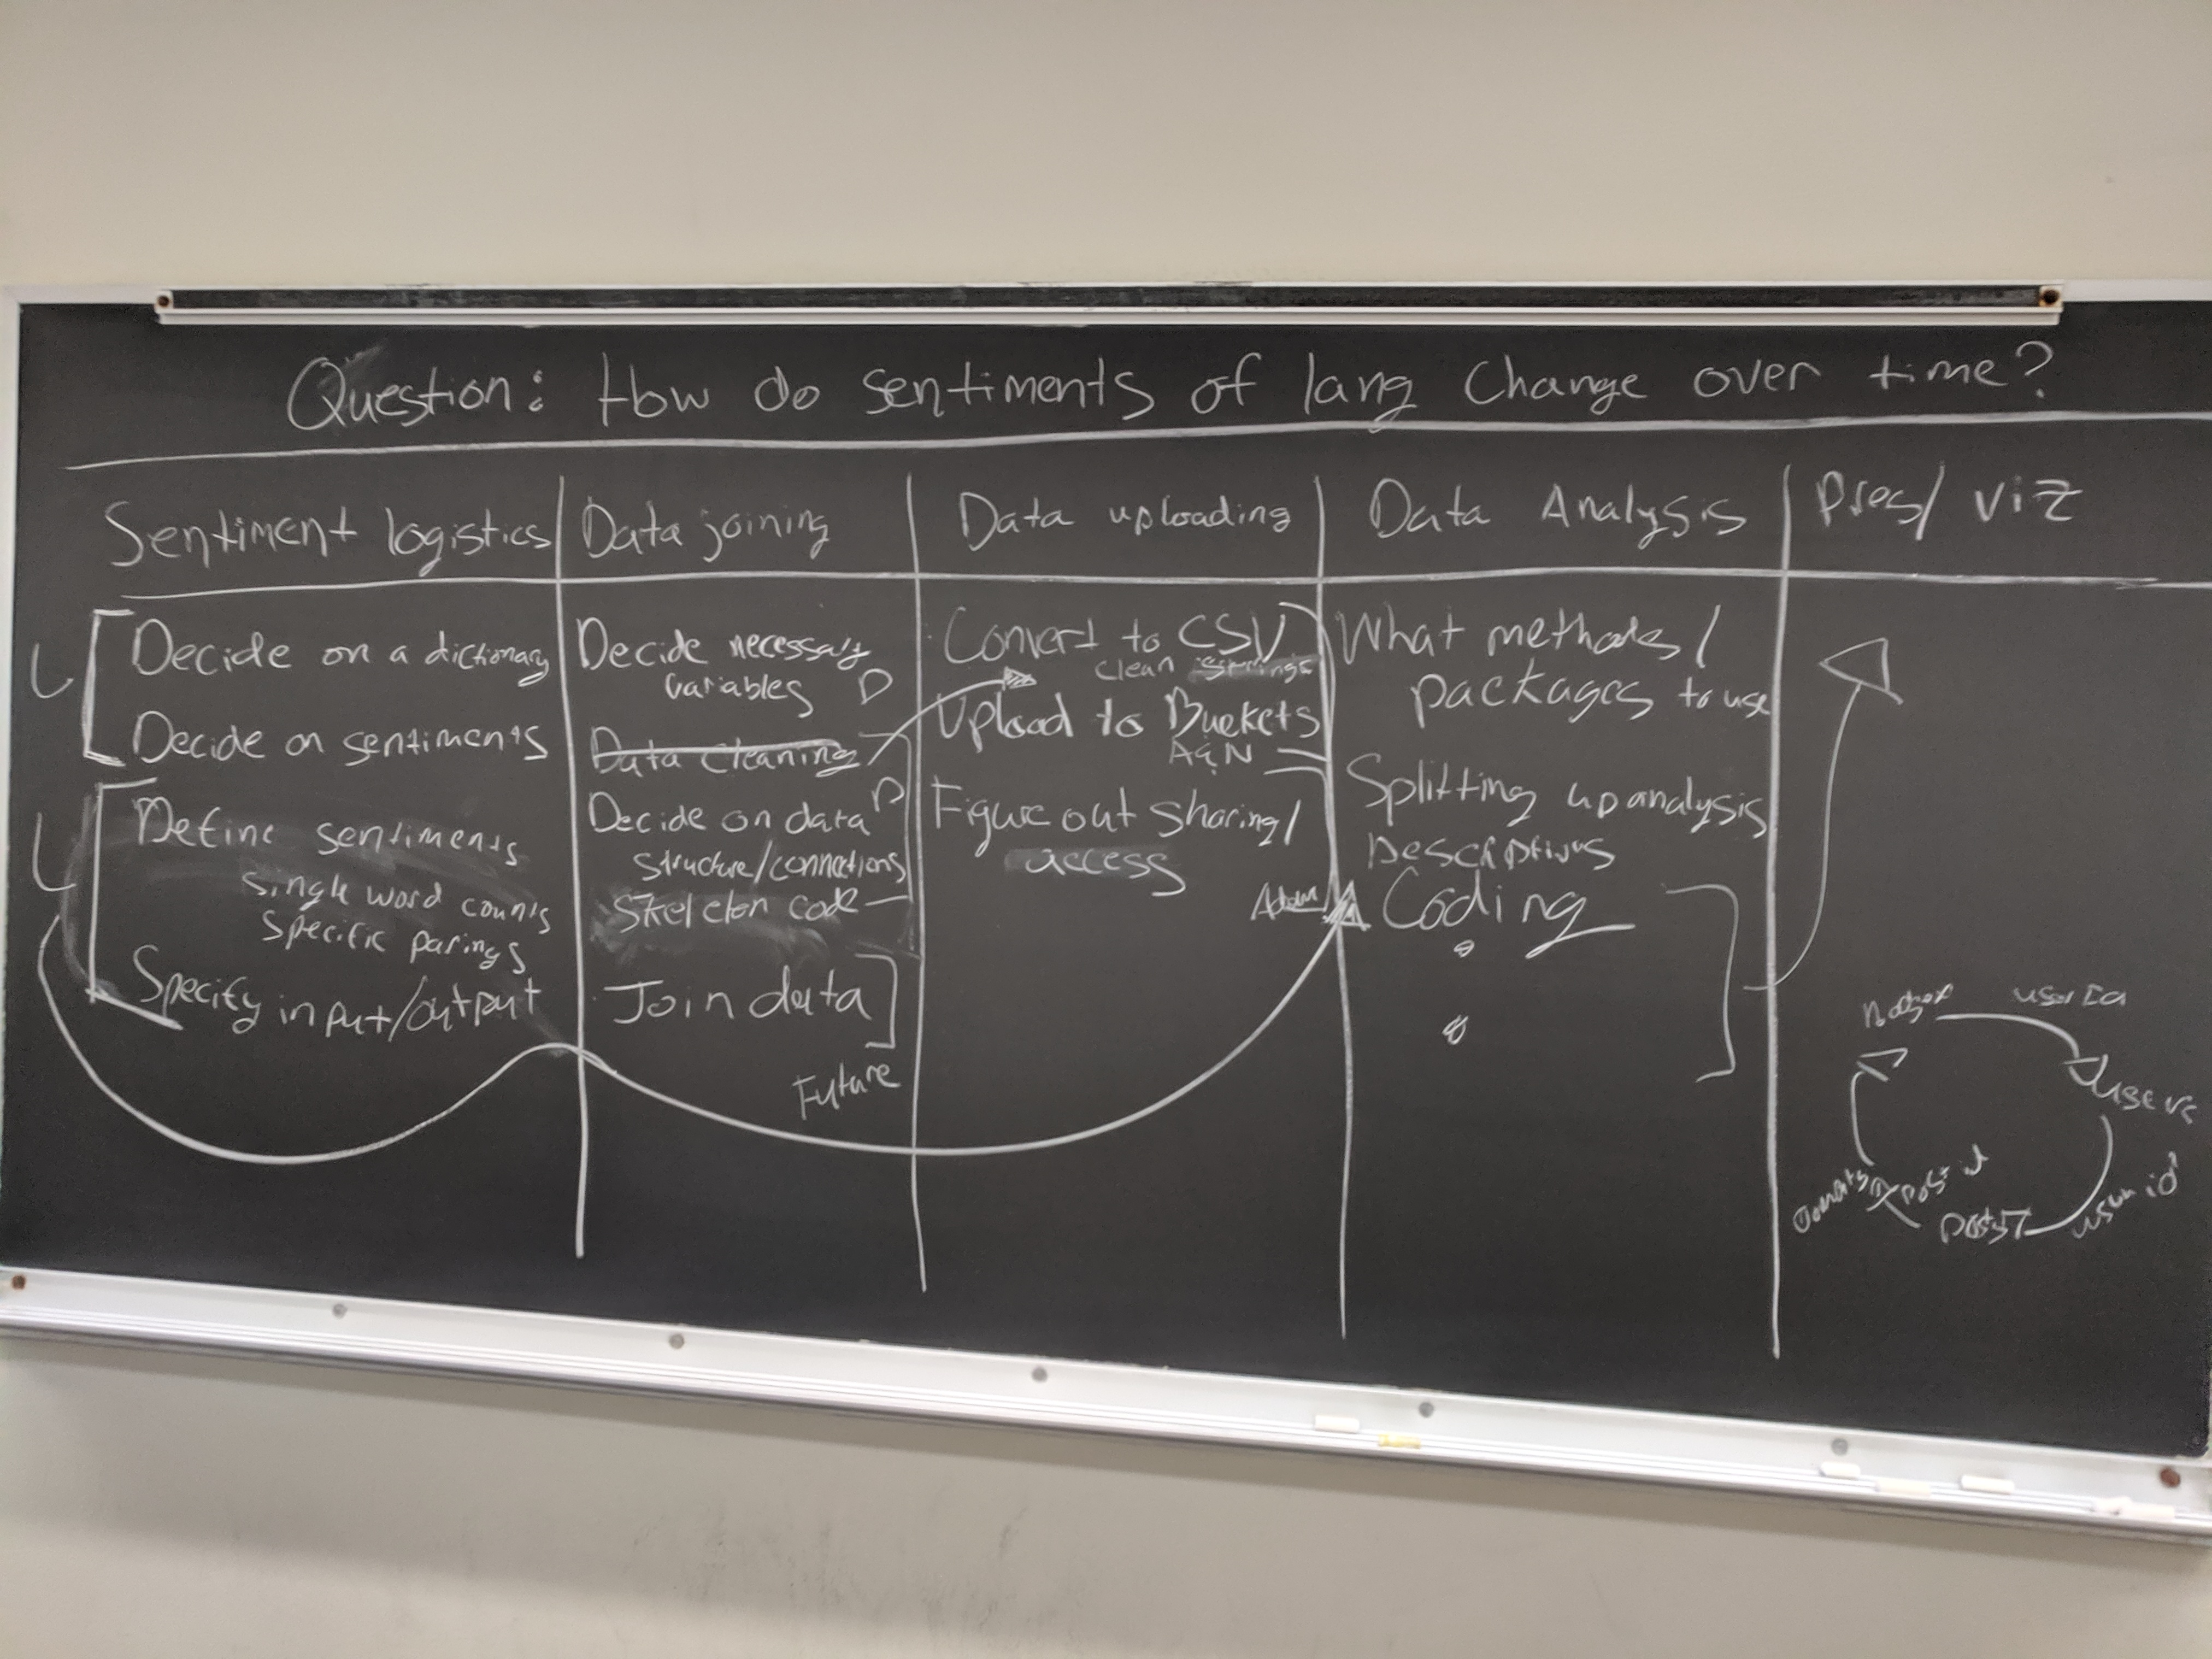 Question: How do sentiments of lang change over time?
Sentiment logistics
Decide on a dictionary
Decide on sentiments
Define sentiments
single word counts
specific parings
Specify input/output
L
L
Data joining
Decide necessary
variables D
Data cleaning
Decide on data D
structure/connections
Skeleton code
Join data
Future
Data uploading
Convert to CSV
clean strings
Upload to Buckets
A&N
Figure out sharing/
access
Data Analysis
What methods/
packages to use
Splitting up analysis
Descriptives
Adam
Coding
Pres/ viz
user Id
users
user id
posts
post id